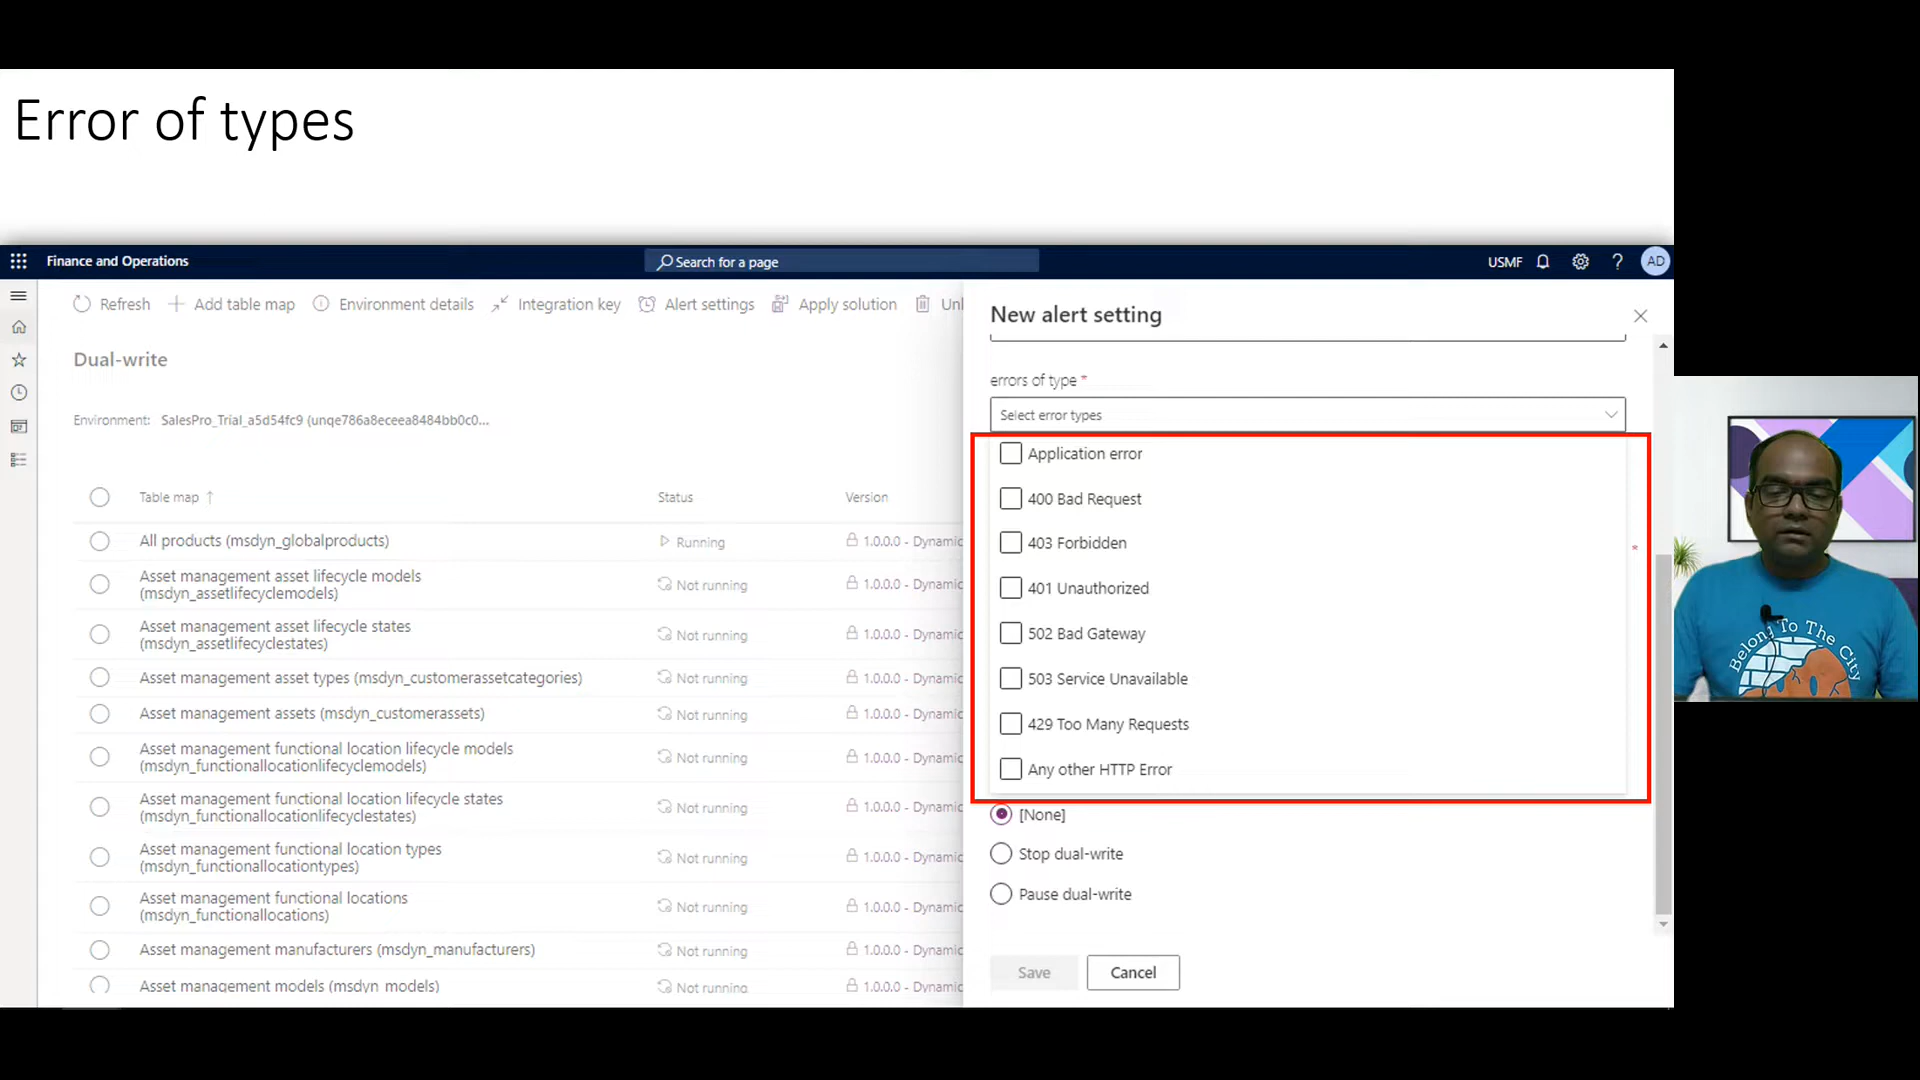 Error of types
Finance and Operations
Search for a page
USMF
AD
Refresh
Add table map
Environment details
Integration key
Alert settings
Apply solution
Unl
Dual-write
Environment: SalesPro_Trial_a5d54fc9 (unqe786a8eceea8484bb0c0...
Table map ↑ Status Version
All products (msdyn_globalproducts) Running 1.0.0.0 - Dynamic
Asset management asset lifecycle models
(msdyn_assetlifecyclemodels) Not running 1.0.0.0 - Dynamic
Asset management asset lifecycle states
(msdyn_assetlifecyclestates) Not running 1.0.0.0 - Dynamic
Asset management asset types (msdyn_customerassetcategories) Not running 1.0.0.0 - Dynamic
Asset management assets (msdyn_customerassets) Not running 1.0.0.0 - Dynamic
Asset management functional location lifecycle models
(msdyn_functionallocationlifecyclemodels) Not running 1.0.0.0 - Dynamic
Asset management functional location lifecycle states
(msdyn_functionallocationlifecyclestates) Not running 1.0.0.0 - Dynamic
Asset management functional location types
(msdyn_functionallocationtypes) Not running 1.0.0.0 - Dynamic
Asset management functional locations
(msdyn_functionallocations) Not running 1.0.0.0 - Dynamic
Asset management manufacturers (msdyn_manufacturers) Not running 1.0.0.0 - Dynamic
Asset management models (msdyn_models) Not running 1.0.0.0 - Dynamic
New alert setting
errors of type *
Select error types
Application error
400 Bad Request
403 Forbidden
401 Unauthorized
502 Bad Gateway
503 Service Unavailable
429 Too Many Requests
Any other HTTP Error
*
[None]
Stop dual-write
Pause dual-write
Save
Cancel
Belong To The City